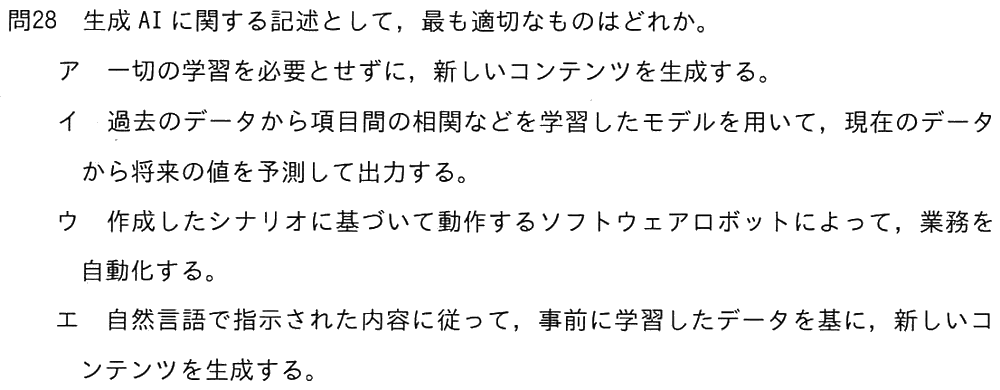 問28 生成 AI に関する記述として，最も適切なものはどれか。
ア 一切の学習を必要とせずに，新しいコンテンツを生成する。
イ 過去のデータから項目間の相関などを学習したモデルを用いて，現在のデータ
から将来の値を予測して出力する。
ウ 作成したシナリオに基づいて動作するソフトウェアロボットによって，業務を
自動化する。
エ 自然言語で指示された内容に従って，事前に学習したデータを基に，新しいコ
ンテンツを生成する。